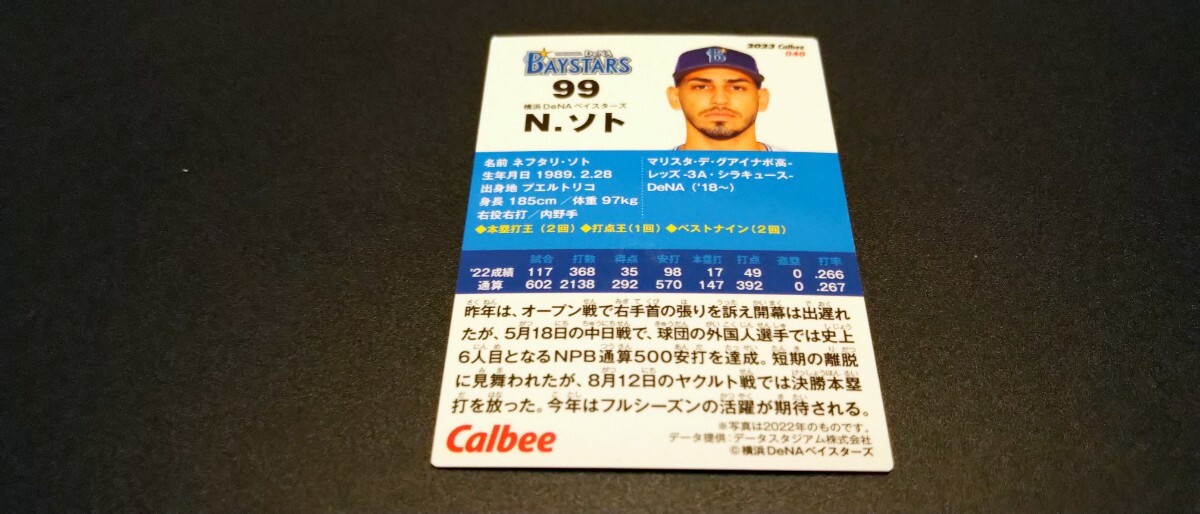 DeNA
BAYSTARS
2023 Calbee
048
99
横浜DeNAベイスターズ
N.ソト
名前 ネフタリ・ソト
生年月日 1989. 2.28
出身地 プエルトリコ
身長 185cm/体重 97kg
右投右打/内野手
マリスタ・デ・グアイナボ高-
レッズ-3A・シラキュース-
DeNA('18~)
◆本塁打王(2回)◆打点王(1回)◆ベストナイン(2回)
試合 打数 得点 安打 本塁打 打点 盗塁 打率
'22成績 117 368 35 98 17 49 0 .266
通算 602 2138 292 570 147 392 0 .267
昨年は、オープン戦で右手首の張りを訴え開幕は出遅れ
たが、5月18日の中日戦で、球団の外国人選手では史上
6人目となるNPB通算500安打を達成。短期の離脱
に見舞われたが、8月12日のヤクルト戦では決勝本塁
打を放った。今年はフルシーズンの活躍が期待される。
Calbee
※写真は2022年のものです。
データ提供:データスタジアム株式会社
©横浜DeNAベイスターズ